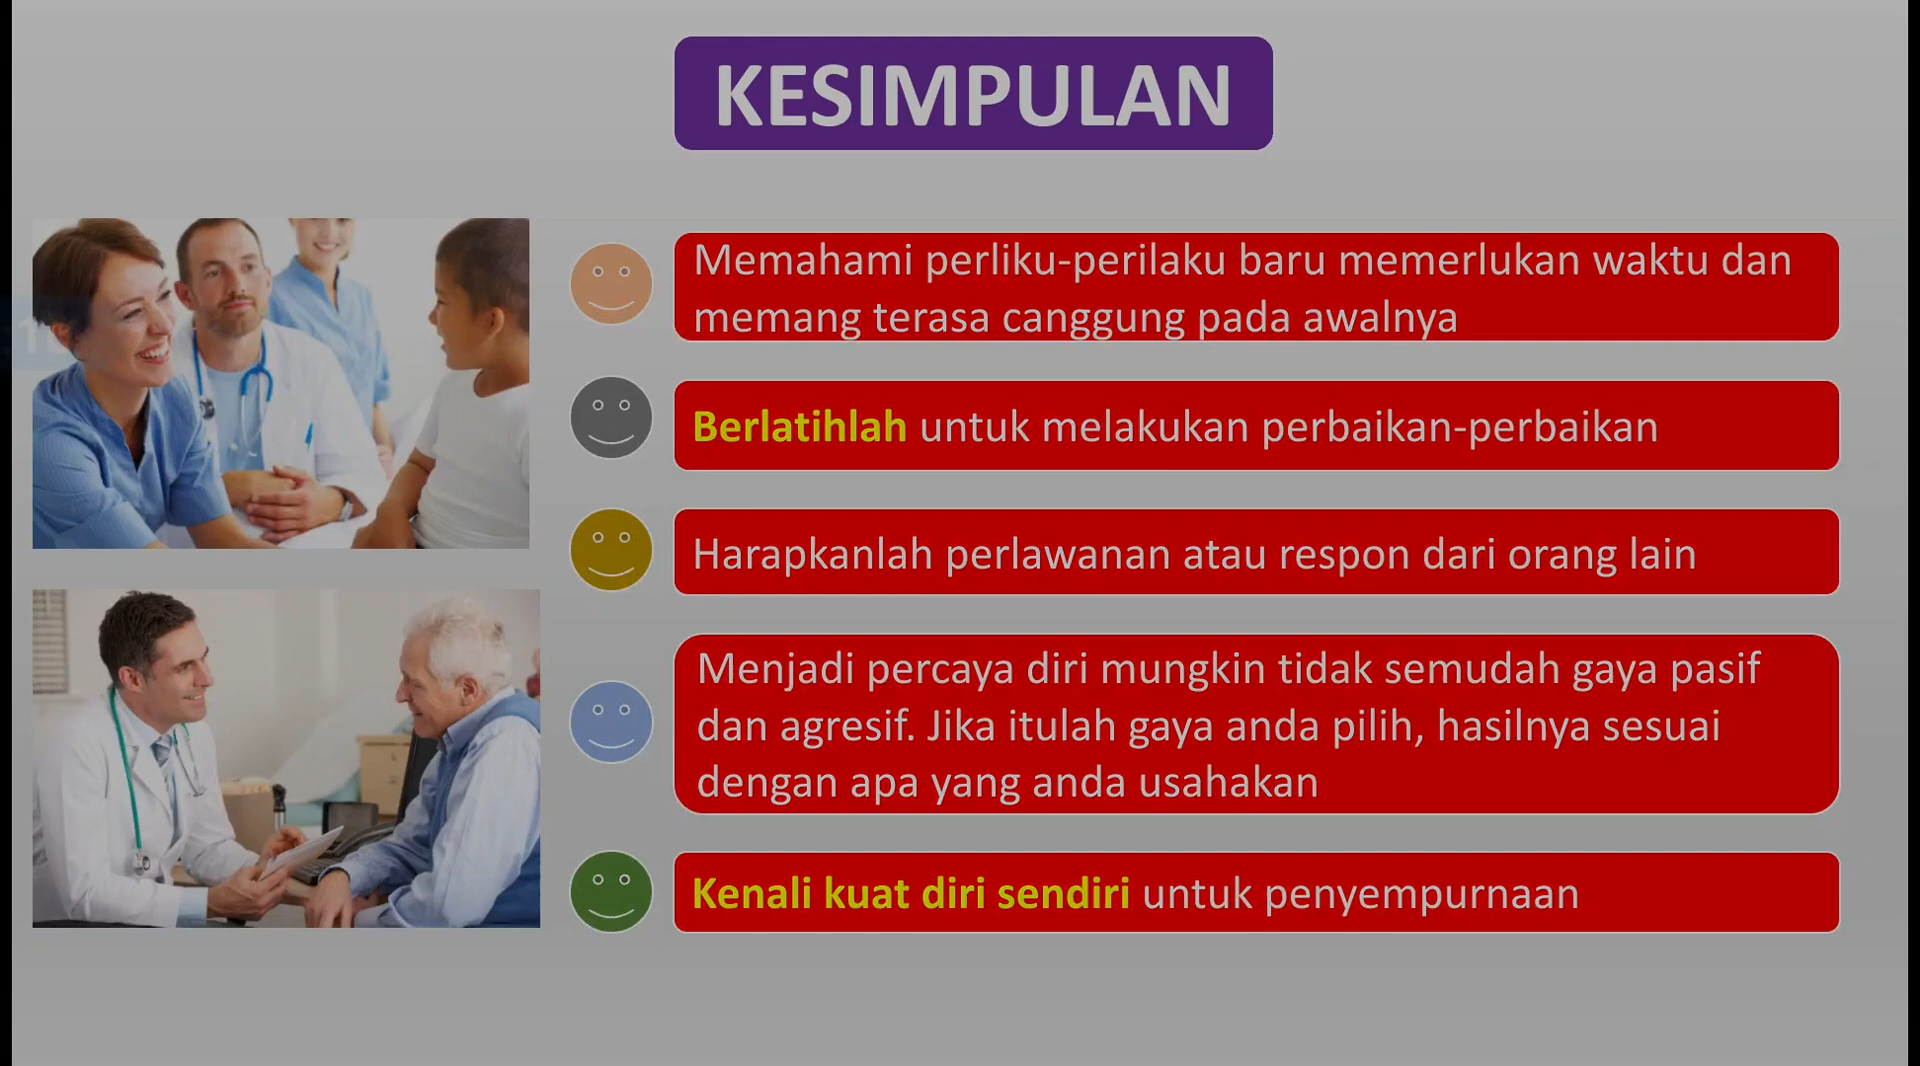 KESIMPULAN
Memahami perliku-perilaku baru memerlukan waktu dan
memang terasa canggung pada awalnya
Berlatihlah untuk melakukan perbaikan-perbaikan
Harapkanlah perlawanan atau respon dari orang lain
Menjadi percaya diri mungkin tidak semudah gaya pasif
dan agresif. Jika itulah gaya anda pilih, hasilnya sesuai
dengan apa yang anda usahakan
Kenali kuat diri sendiri untuk penyempurnaan